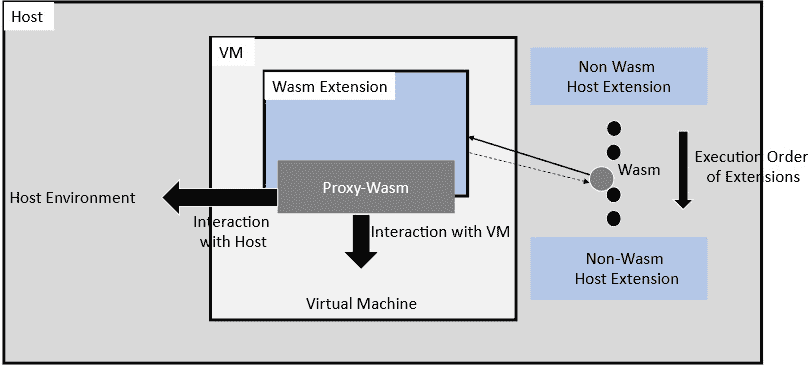 Host
VM
Wasm Extension
Proxy-Wasm
Host Environment
Interaction
with Host
Interaction with VM
Virtual Machine
Non Wasm
Host Extension
Wasm
Execution Order
of Extensions
Non-Wasm
Host Extension